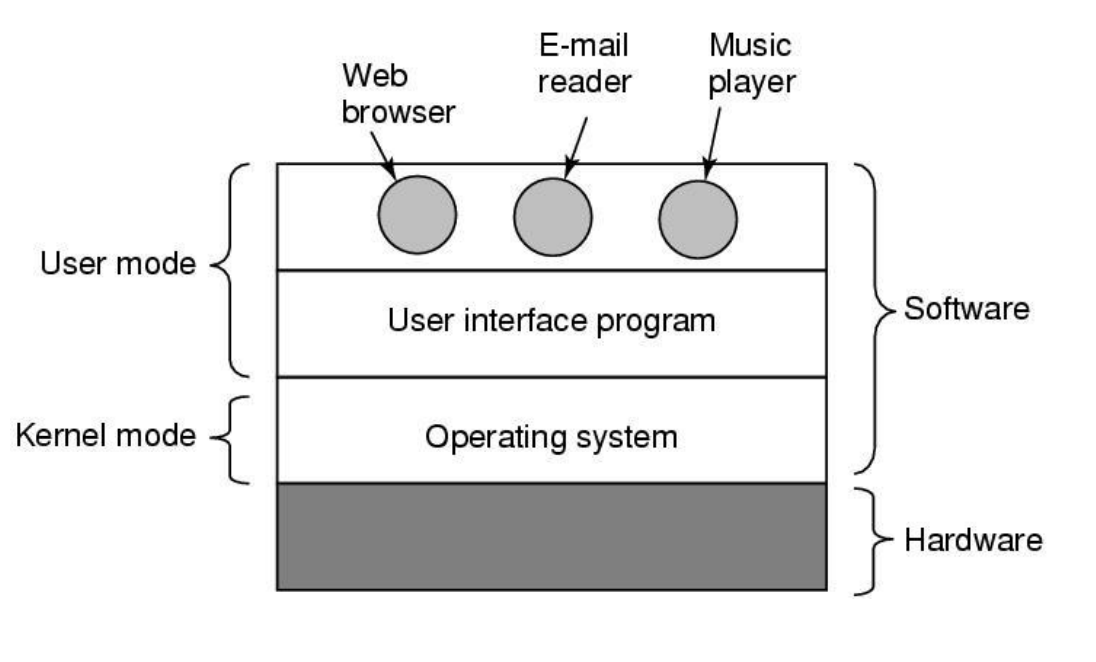 E-mail
reader
Music
player
Web
browser
User mode
User interface program
Software
Kernel mode
Operating system
Hardware